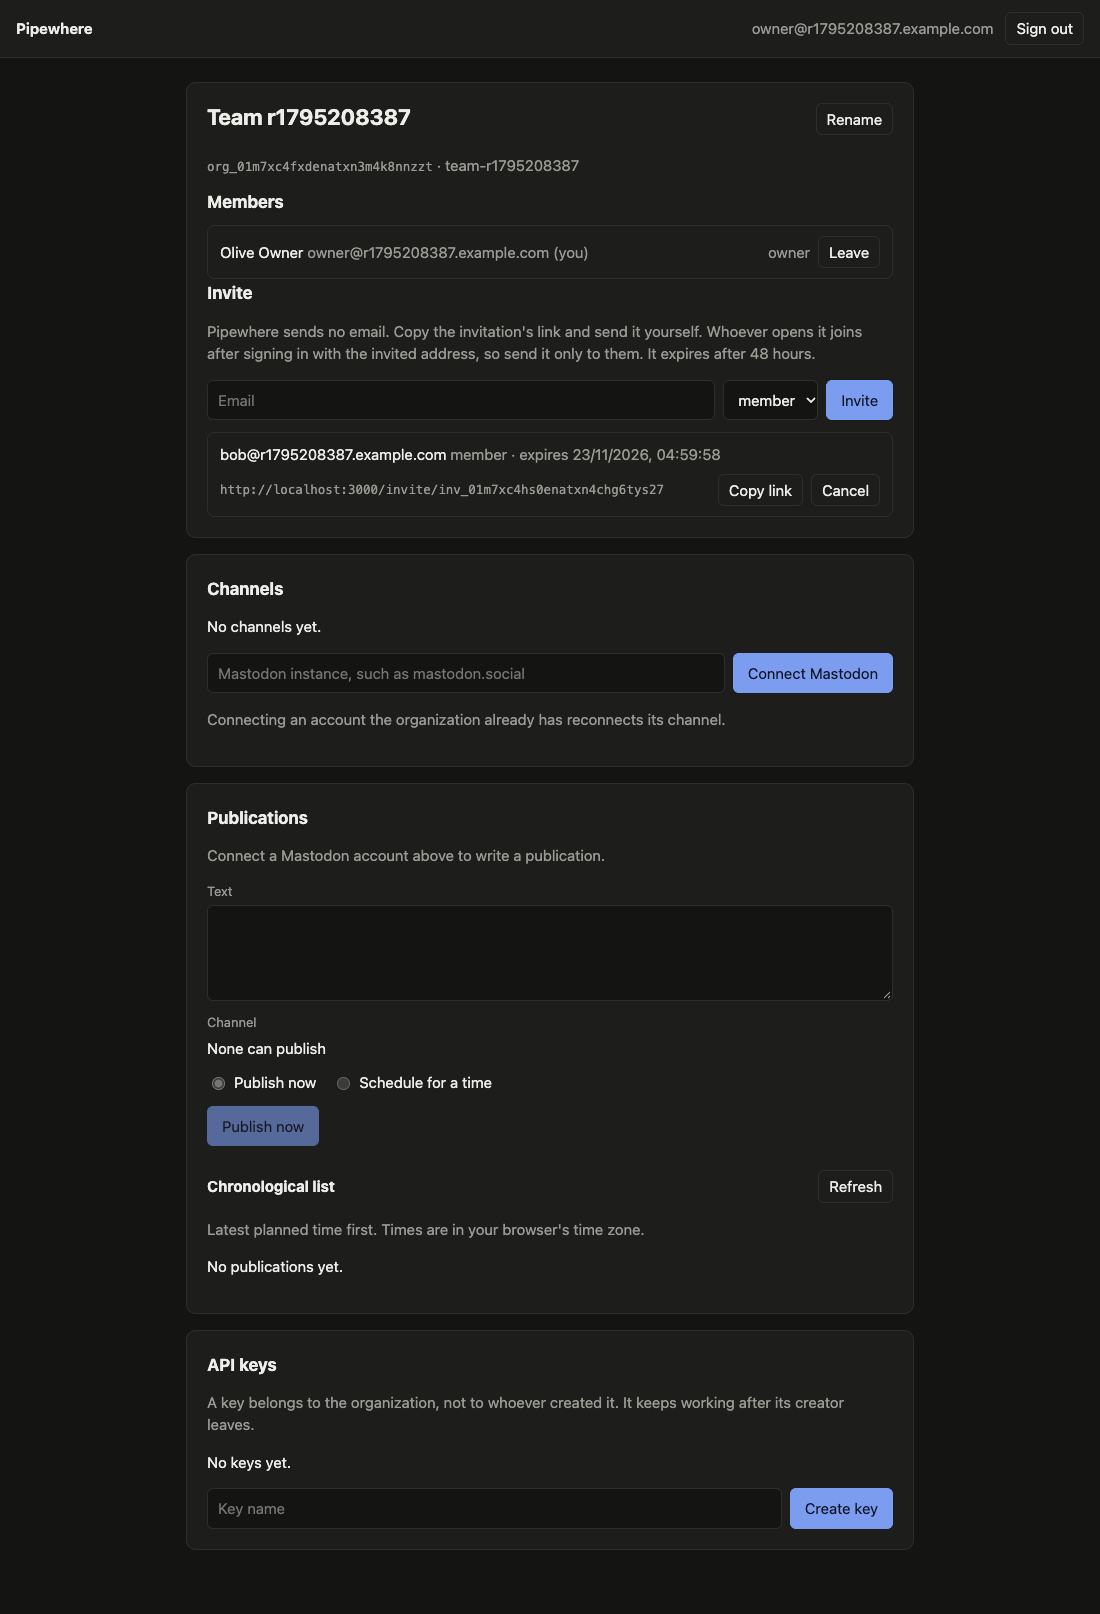 Pipewhere
owner@r1795208387.example.com
Sign out
Team r1795208387
Rename
org_01m7xc4fxdenatxn3m4k8nnzzt · team-r1795208387
Members
Olive Owner owner@r1795208387.example.com (you)
owner
Leave
Invite
Pipewhere sends no email. Copy the invitation's link and send it yourself. Whoever opens it joins
after signing in with the invited address, so send it only to them. It expires after 48 hours.
Email
member
Invite
bob@r1795208387.example.com member · expires 23/11/2026, 04:59:58
http://localhost:3000/invite/inv_01m7xc4hs0enatxn4chg6tys27
Copy link
Cancel
Channels
No channels yet.
Mastodon instance, such as mastodon.social
Connect Mastodon
Connecting an account the organization already has reconnects its channel.
Publications
Connect a Mastodon account above to write a publication.
Text
Channel
None can publish
Publish now
Schedule for a time
Publish now
Chronological list
Refresh
Latest planned time first. Times are in your browser's time zone.
No publications yet.
API keys
A key belongs to the organization, not to whoever created it. It keeps working after its creator
leaves.
No keys yet.
Key name
Create key